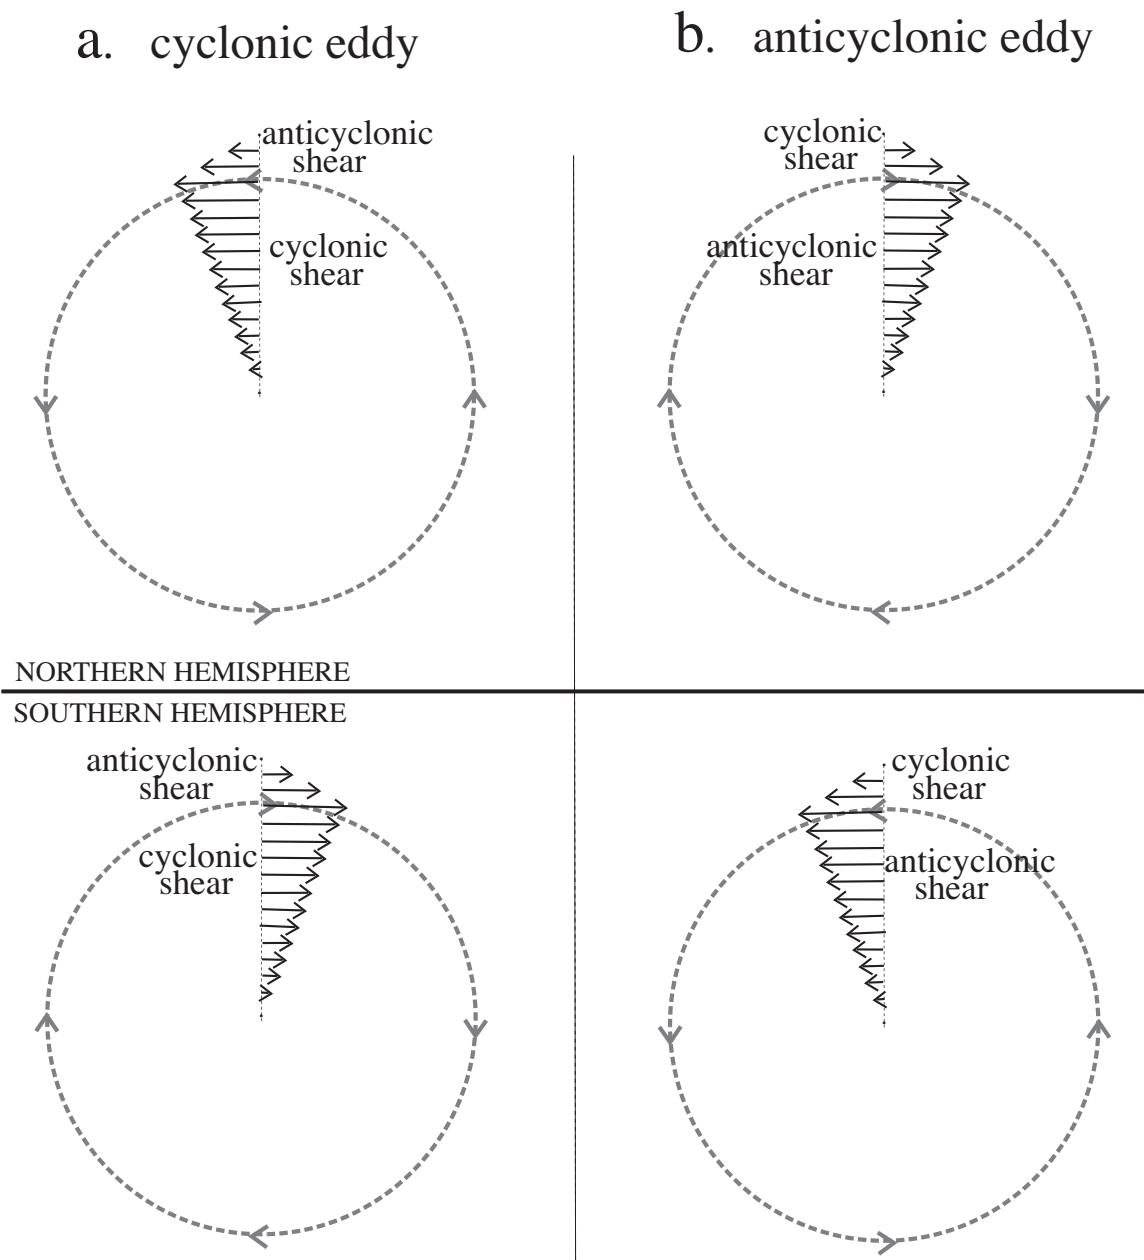 a. cyclonic eddy
b. anticyclonic eddy
anticyclonic
shear
cyclonic
shear
cyclonic
shear
anticyclonic
shear
NORTHERN HEMISPHERE
SOUTHERN HEMISPHERE
anticyclonic
shear
cyclonic
shear
cyclonic
shear
anticyclonic
shear